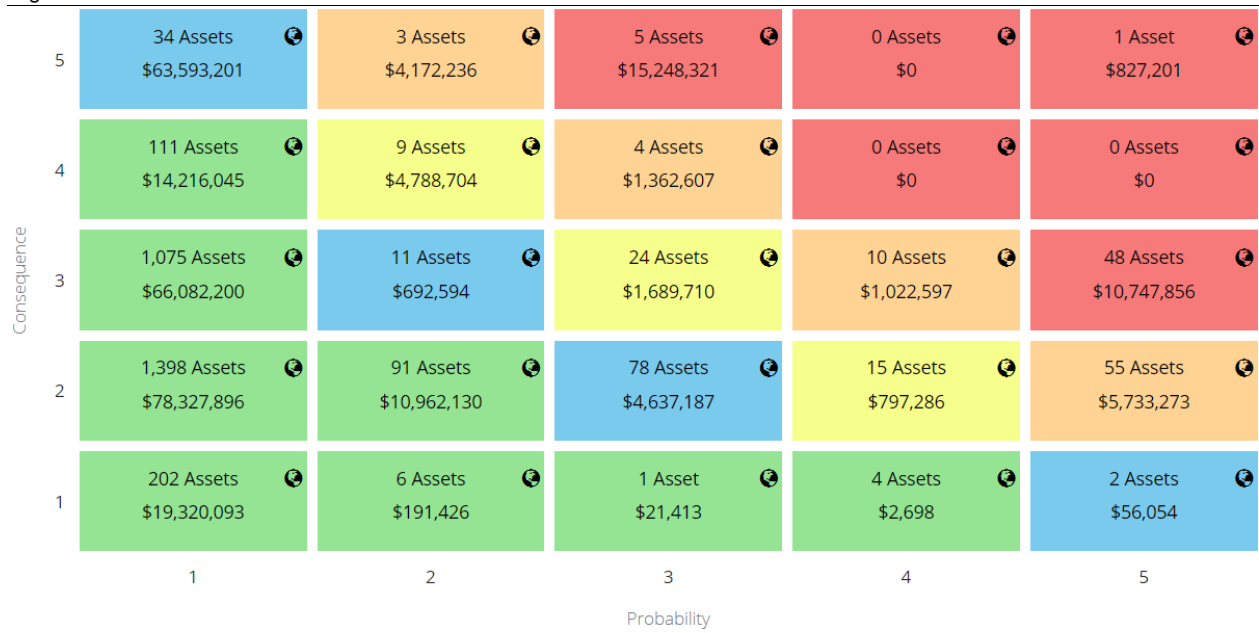 34 Assets
$63,593,201
3 Assets
$4,172,236
5 Assets
$15,248,321
0 Assets
$0
1 Asset
$827,201
5
111 Assets
$14,216,045
9 Assets
$4,788,704
4 Assets
$1,362,607
0 Assets
$0
0 Assets
$0
4
Consequence
1,075 Assets
$66,082,200
11 Assets
$692,594
24 Assets
$1,689,710
10 Assets
$1,022,597
48 Assets
$10,747,856
3
1,398 Assets
$78,327,896
91 Assets
$10,962,130
78 Assets
$4,637,187
15 Assets
$797,286
55 Assets
$5,733,273
2
202 Assets
$19,320,093
6 Assets
$191,426
1 Asset
$21,413
4 Assets
$2,698
2 Assets
$56,054
1
1
2
3
4
5
Probability